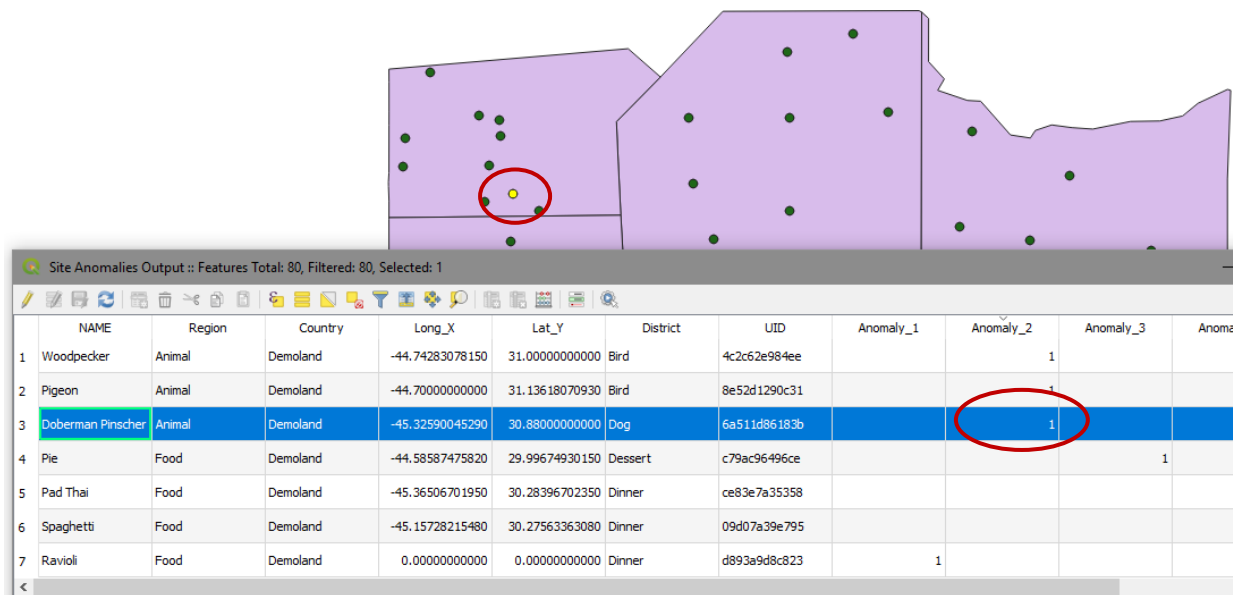 Site Anomalies Output :: Features Total: 80, Filtered: 80, Selected: 1
NAME Region Country Long_X Lat_Y District UID Anomaly_1 Anomaly_2 Anomaly_3 Anoma
1 Woodpecker Animal Demoland -44.74283078150 31.00000000000 Bird 4c2c62e984ee 1
2 Pigeon Animal Demoland -44.70000000000 31.13618070930 Bird 8e52d1290c31 1
3 Doberman Pinscher Animal Demoland -45.32590045290 30.88000000000 Dog 6a511d86183b 1
4 Pie Food Demoland -44.58587475820 29.99674930150 Dessert c79ac96496ce 1
5 Pad Thai Food Demoland -45.36506701950 30.28396702350 Dinner ce83e7a35358
6 Spaghetti Food Demoland -45.15728215480 30.27563363080 Dinner 09d07a39e795
7 Ravioli Food Demoland 0.00000000000 0.00000000000 Dinner d893a9d8c823 1